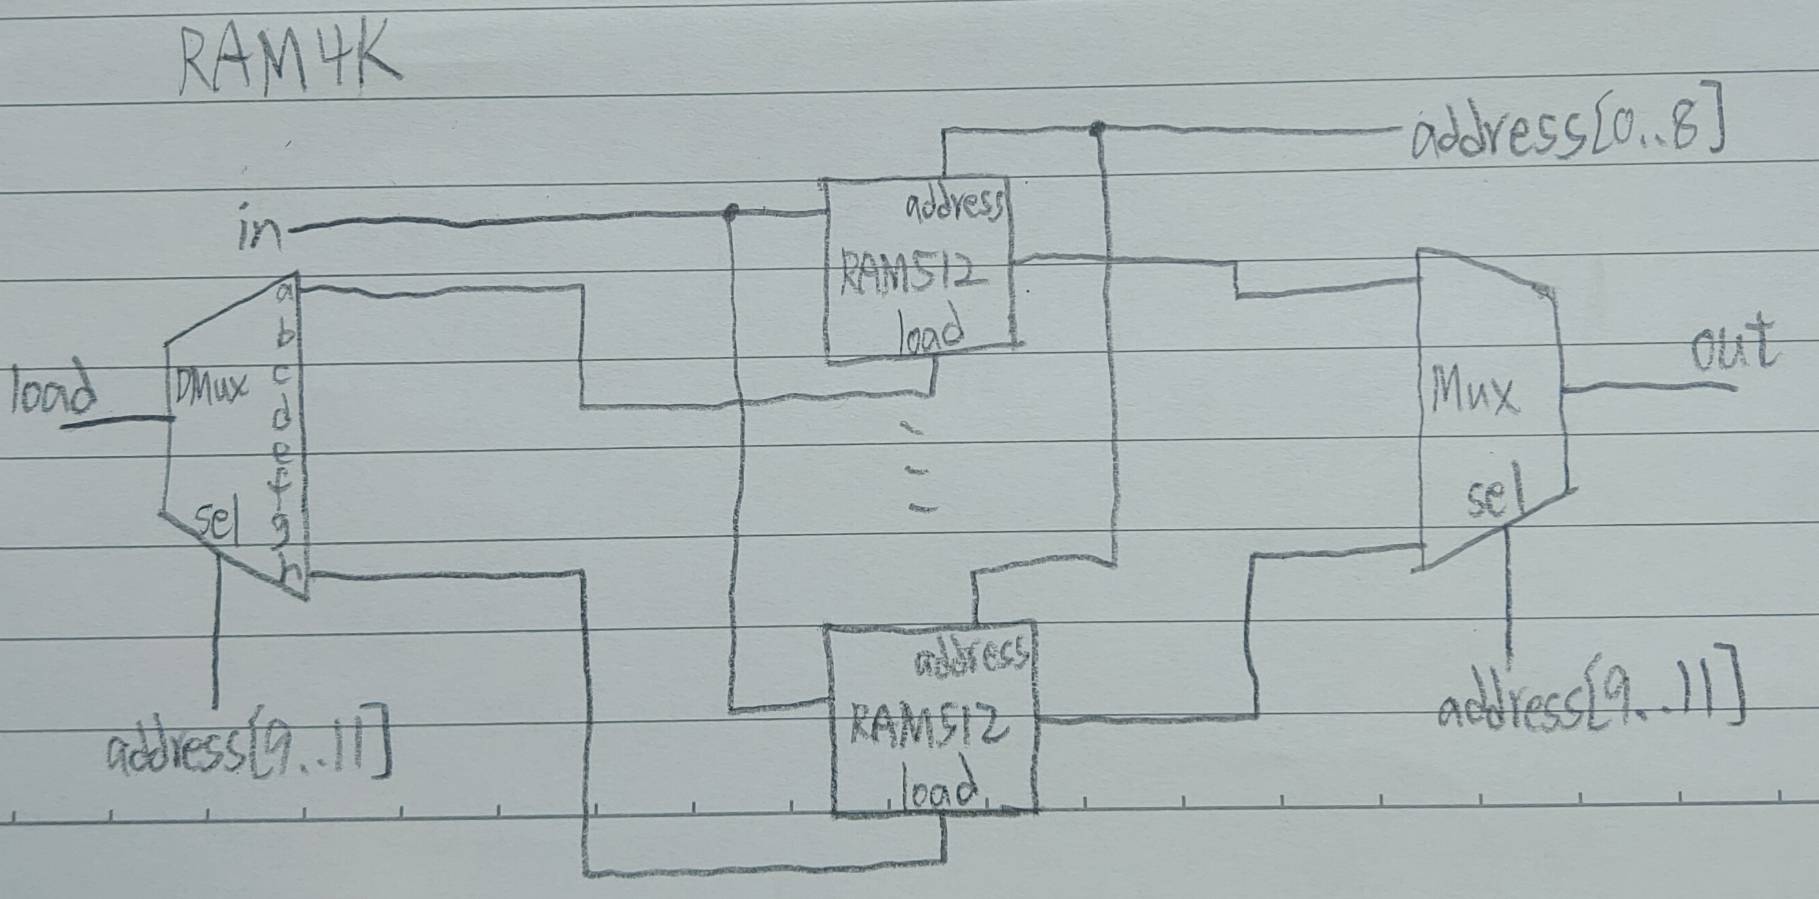 RAM4K
address[0..8]
in
address
RAM512
load
load
DMux
a
b
c
d
e
f
g
h
sel
Mux
sel
out
address[9..11]
address
RAM512
load
address[9..11]